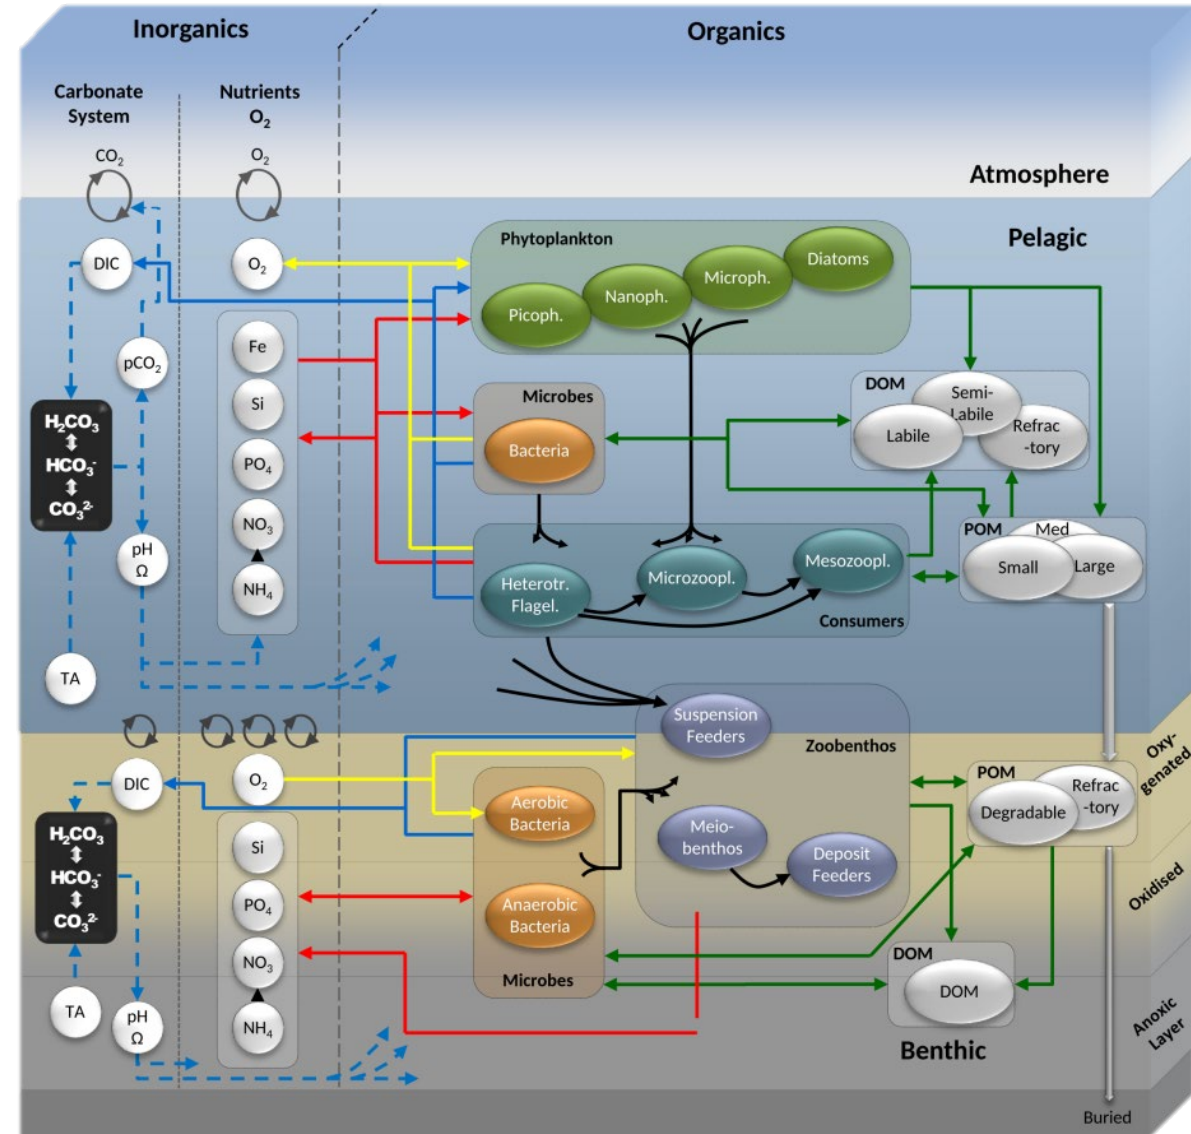 Inorganics
Organics
Carbonate
System
Nutrients
O₂
CO₂
O₂
Atmosphere
Pelagic
DIC
O₂
Phytoplankton
Picoph.
Nanoph.
Microph.
Diatoms
pCO₂
Fe
Si
PO₄
NO₃
NH₄
H₂CO₃
HCO₃⁻
CO₃²⁻
pH
Ω
TA
Microbes
Bacteria
DOM
Labile
Semi-
Labile
Refrac
-tory
POM
Small
Med
Large
Heterotr.
Flagel.
Microzoopl.
Mesozoopl.
Consumers
Suspension
Feeders
Zoobenthos
Meio-
benthos
Deposit
Feeders
DIC
O₂
H₂CO₃
HCO₃⁻
CO₃²⁻
TA
pH
Ω
Si
PO₄
NO₃
NH₄
Aerobic
Bacteria
Anaerobic
Bacteria
Microbes
POM
Degradable
Refrac
-tory
DOM
DOM
Benthic
Oxy-
genated
Oxidised
Anoxic
Layer
Buried